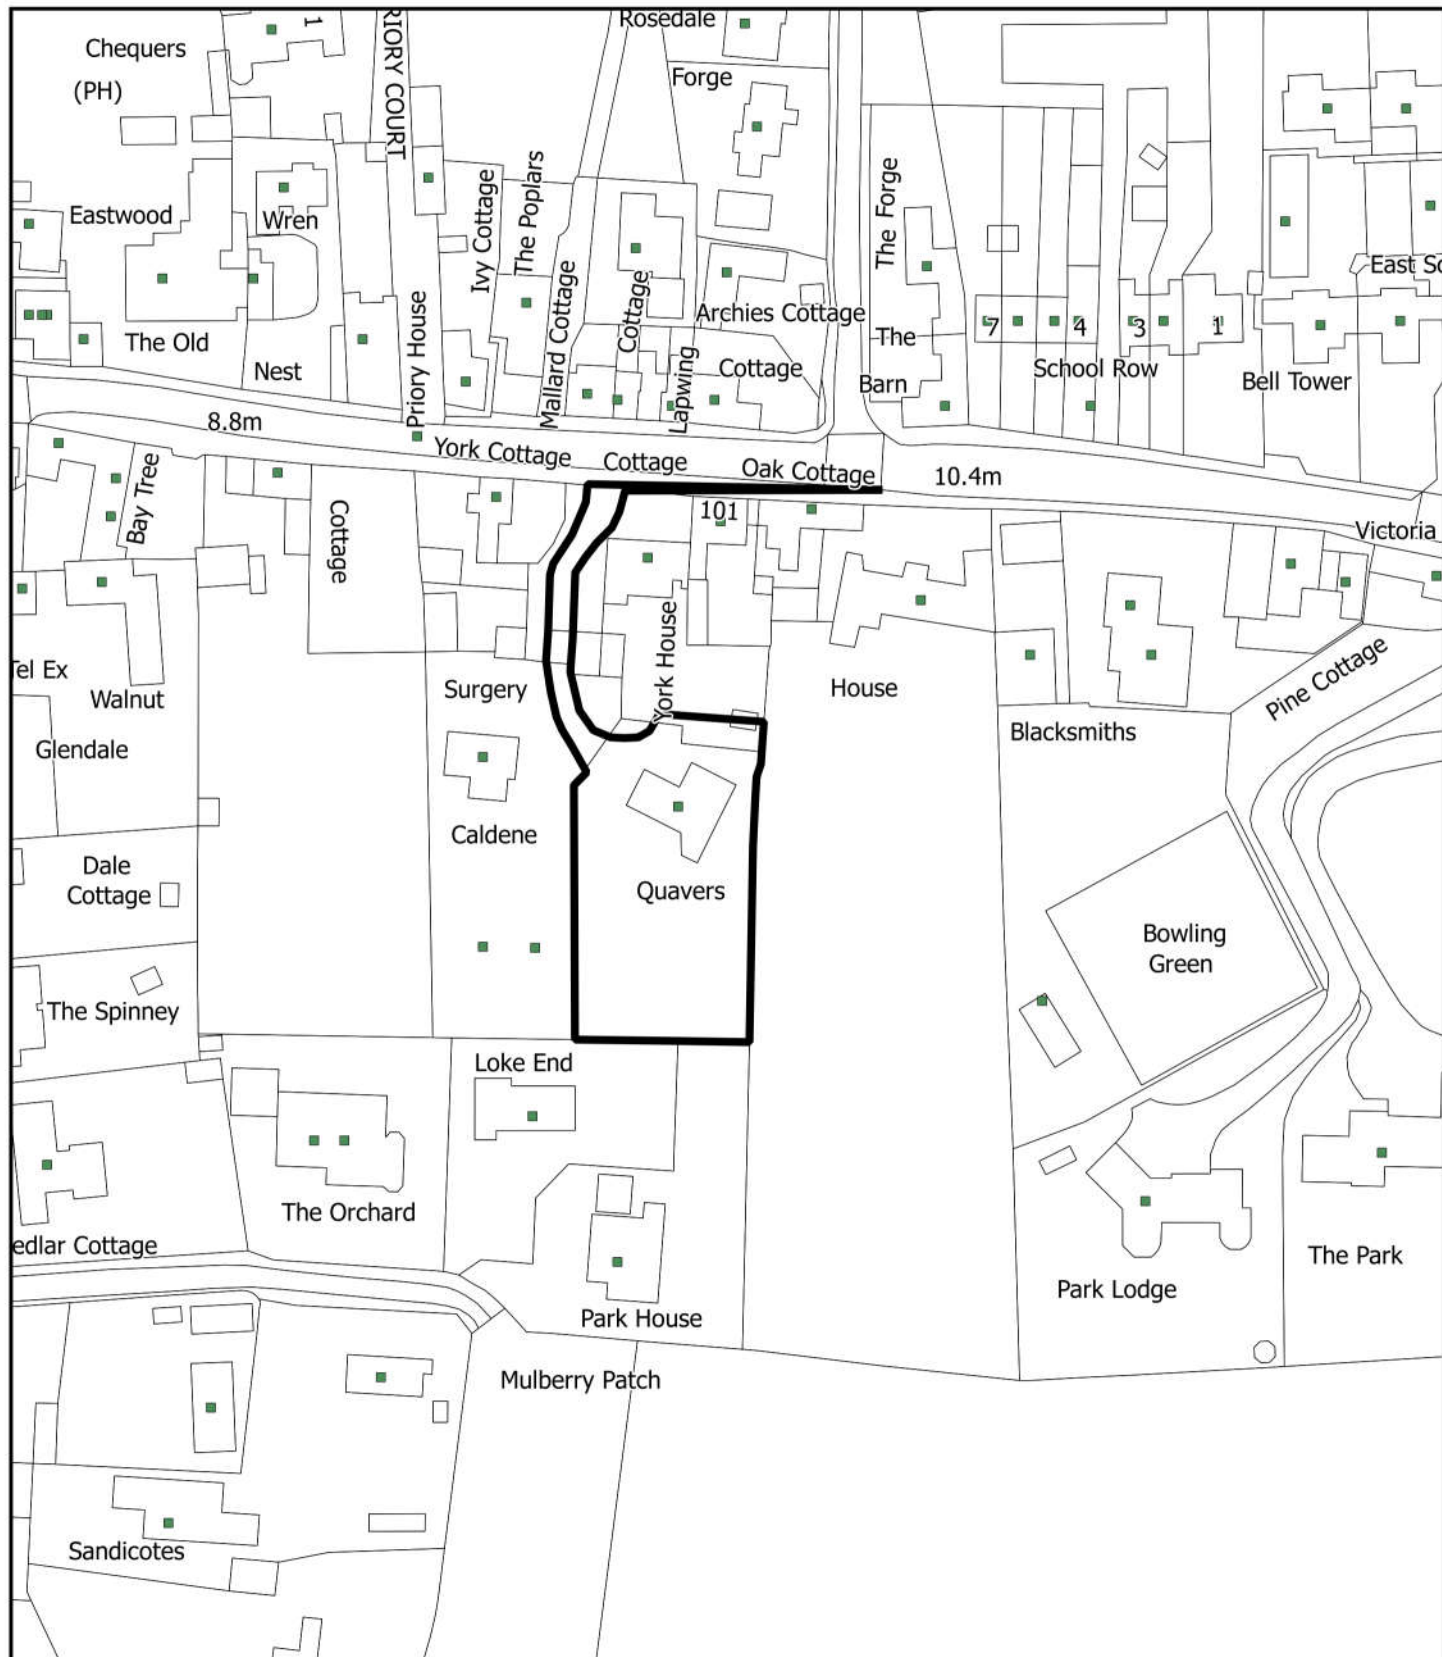 Rosedale
1
Chequers
(PH)
RIORY COURT
Forge
Ivy Cottage
The Poplars
The Forge
Eastwood
Wren
Cottage
Mallard Cottage
Priory House
Archies Cottage
The Old
Nest
Lapwing
Cottage
The
Barn
7
4
3
1
School Row
East Sc
Bell Tower
8.8m
York Cottage
Cottage
Oak Cottage
10.4m
Bay Tree
Cottage
101
Victoria
Tel Ex
Walnut
Glendale
Surgery
York House
House
Pine Cottage
Blacksmiths
Caldene
Dale
Cottage
Quavers
Bowling
Green
The Spinney
Loke End
The Orchard
edlar Cottage
Park House
Park Lodge
The Park
Mulberry Patch
Sandicotes